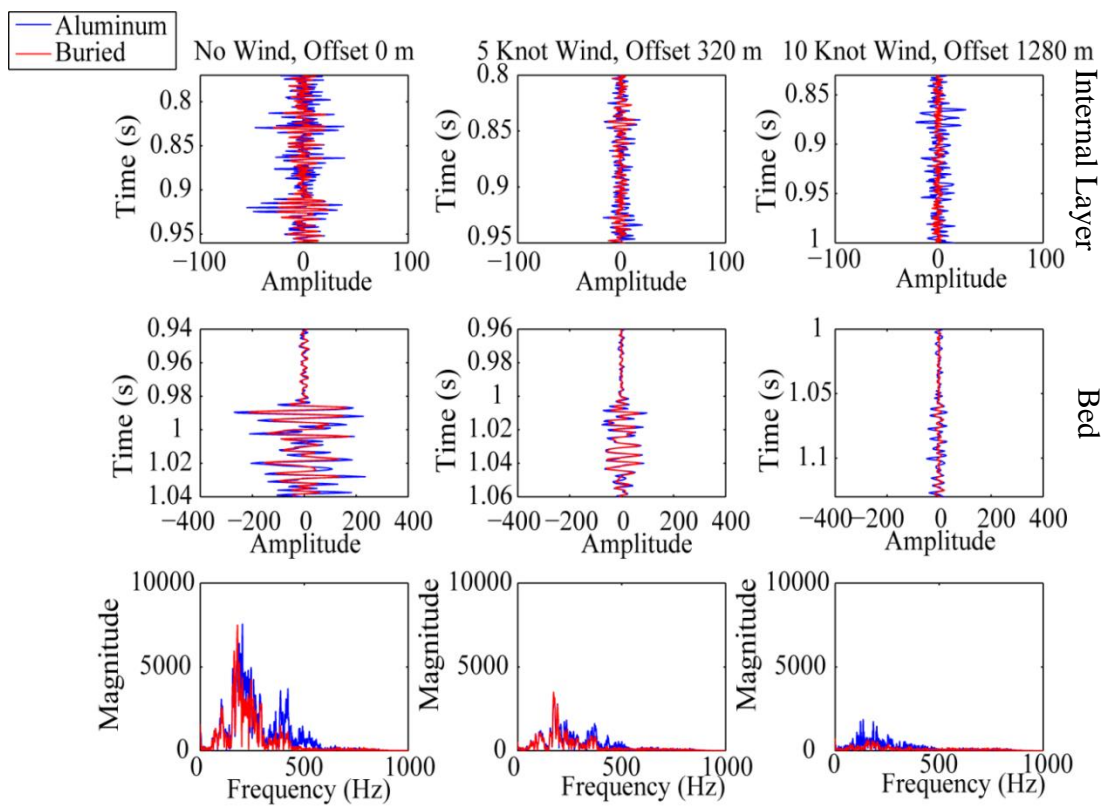 Aluminum
Buried
No Wind, Offset 0 m
5 Knot Wind, Offset 320 m
10 Knot Wind, Offset 1280 m
Time (s)
0.8
0.85
0.9
0.95
−100
0
100
Amplitude
Time (s)
0.8
0.85
0.9
0.95
−100
0
100
Amplitude
Time (s)
0.85
0.9
0.95
1
−100
0
100
Amplitude
Internal Layer
Time (s)
0.94
0.96
0.98
1
1.02
1.04
−400
−200
0
200
400
Amplitude
Time (s)
0.96
0.98
1
1.02
1.04
1.06
−400
−200
0
200
400
Amplitude
Time (s)
1
1.05
1.1
−400
−200
0
200
400
Amplitude
Bed
Magnitude
10000
5000
0
0
500
1000
Frequency (Hz)
Magnitude
10000
5000
0
0
500
1000
Frequency (Hz)
Magnitude
10000
5000
0
0
500
1000
Frequency (Hz)